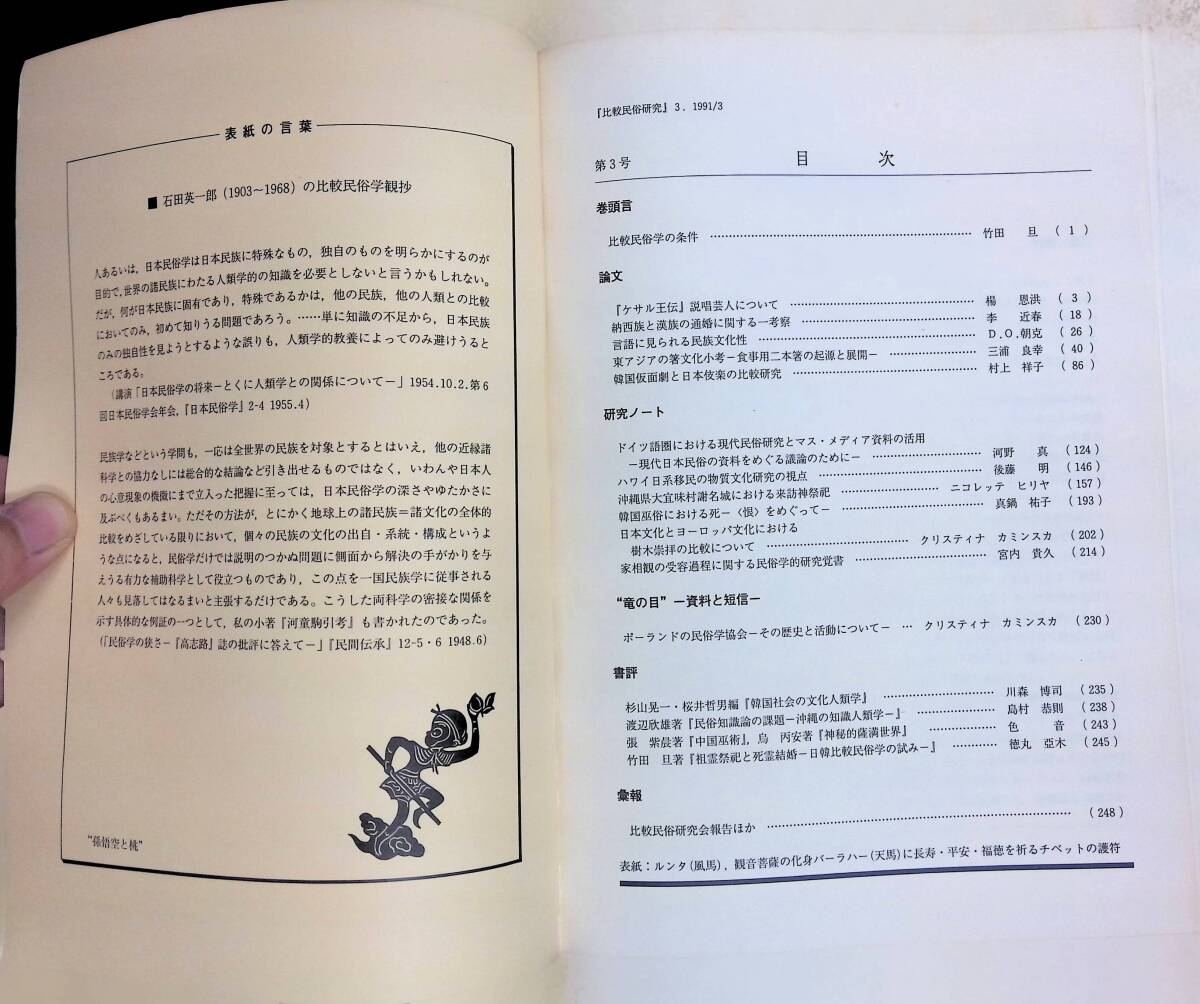 表紙の言葉
■ 石田英一郎（1903〜1968）の比較民俗学観抄
人あるいは，日本民俗学は日本民族に特殊なもの，独自のものを明らかにするのが
目的で，世界の諸民族にわたる人類学的の知識を必要としないと言うかもしれない。
だが，何が日本民族に固有であり，特殊であるかは，他の民族，他の人類との比較
においてのみ，初めて知りうる問題であろう。……単に知識の不足から，日本民族
のみの独自性を見ようとするような誤りも，人類学的教養によってのみ避けうると
ころである。
（講演「日本民俗学の将来－とくに人類学との関係について－」1954.10.2.第6
回日本民俗学会年会，『日本民俗学』2-4 1955.4）
民族学などという学問も，一応は全世界の民族を対象とするとはいえ，他の近縁諸
科学との協力なしには総合的な結論など引き出せるものではなく，いわんや日本人
の心意現象の機微にまで立入った把握に至っては，日本民俗学の深さやゆたかさに
及ぶべくもあるまい。ただその方法が，とにかく地球上の諸民族＝諸文化の全体的
比較をめざしている限りにおいて，個々の民族の文化の出自・系統・構成というよ
うな点になると，民俗学だけでは説明のつかぬ問題に側面から解決の手がかりを与
えうる有力な補助科学として役立つものであり，この点を一国民族学に従事される
人々も見落してはなるまいと主張するだけである。こうした両科学の密接な関係を
示す具体的な例証の一つとして，私の小著『河童駒引考』も書かれたのであった。
（「民俗学の狭さ－『高志路』誌の批評に答えて－」『民間伝承』12-5・6 1948.6）
“孫悟空と桃”
『比較民俗研究』3．1991/3
第3号 目 次
巻頭言
比較民俗学の条件 …… 竹田 旦 （ 1 ）
論文
『ケサル王伝』説唱芸人について …… 楊 恩洪 （ 3 ）
納西族と漢族の通婚に関する一考察 …… 李 近春 （ 18 ）
言語に見られる民族文化性 …… D.O.朝克 （ 26 ）
東アジアの箸文化小考－食事用二本箸の起源と展開－ …… 三浦 良幸 （ 40 ）
韓国仮面劇と日本伎楽の比較研究 …… 村上 祥子 （ 86 ）
研究ノート
ドイツ語圏における現代民俗研究とマス・メディア資料の活用
－現代日本民俗の資料をめぐる議論のために－ …… 河野 真 （124）
ハワイ日系移民の物質文化研究の視点 …… 後藤 明 （146）
沖縄県大宜味村謝名城における来訪神祭祀 …… ニコレッテ ヒリヤ （157）
韓国巫俗における死－〈恨〉をめぐって－ …… 真鍋 祐子 （193）
日本文化とヨーロッパ文化における
樹木崇拝の比較について …… クリスティナ カミンスカ （202）
家相観の受容過程に関する民俗学的研究覚書 …… 宮内 貴久 （214）
“竜の目”－資料と短信－
ポーランドの民俗学協会－その歴史と活動について－ … クリスティナ カミンスカ （230）
書評
杉山晃一・桜井哲男編『韓国社会の文化人類学』 …… 川森 博司 （235）
渡辺欣雄著『民俗知識論の課題－沖縄の知識人類学－』 …… 島村 恭則 （238）
張 紫晨著『中国巫術』，烏 丙安著『神秘的薩満世界』 …… 色 音 （243）
竹田 旦著『祖霊祭祀と死霊結婚－日韓比較民俗学の試み－』 …… 徳丸 亞木 （245）
彙報
比較民俗研究会報告ほか …… （248）
表紙：ルンタ（風馬），観音菩薩の化身バーラハー（天馬）に長寿・平安・福徳を祈るチベットの護符